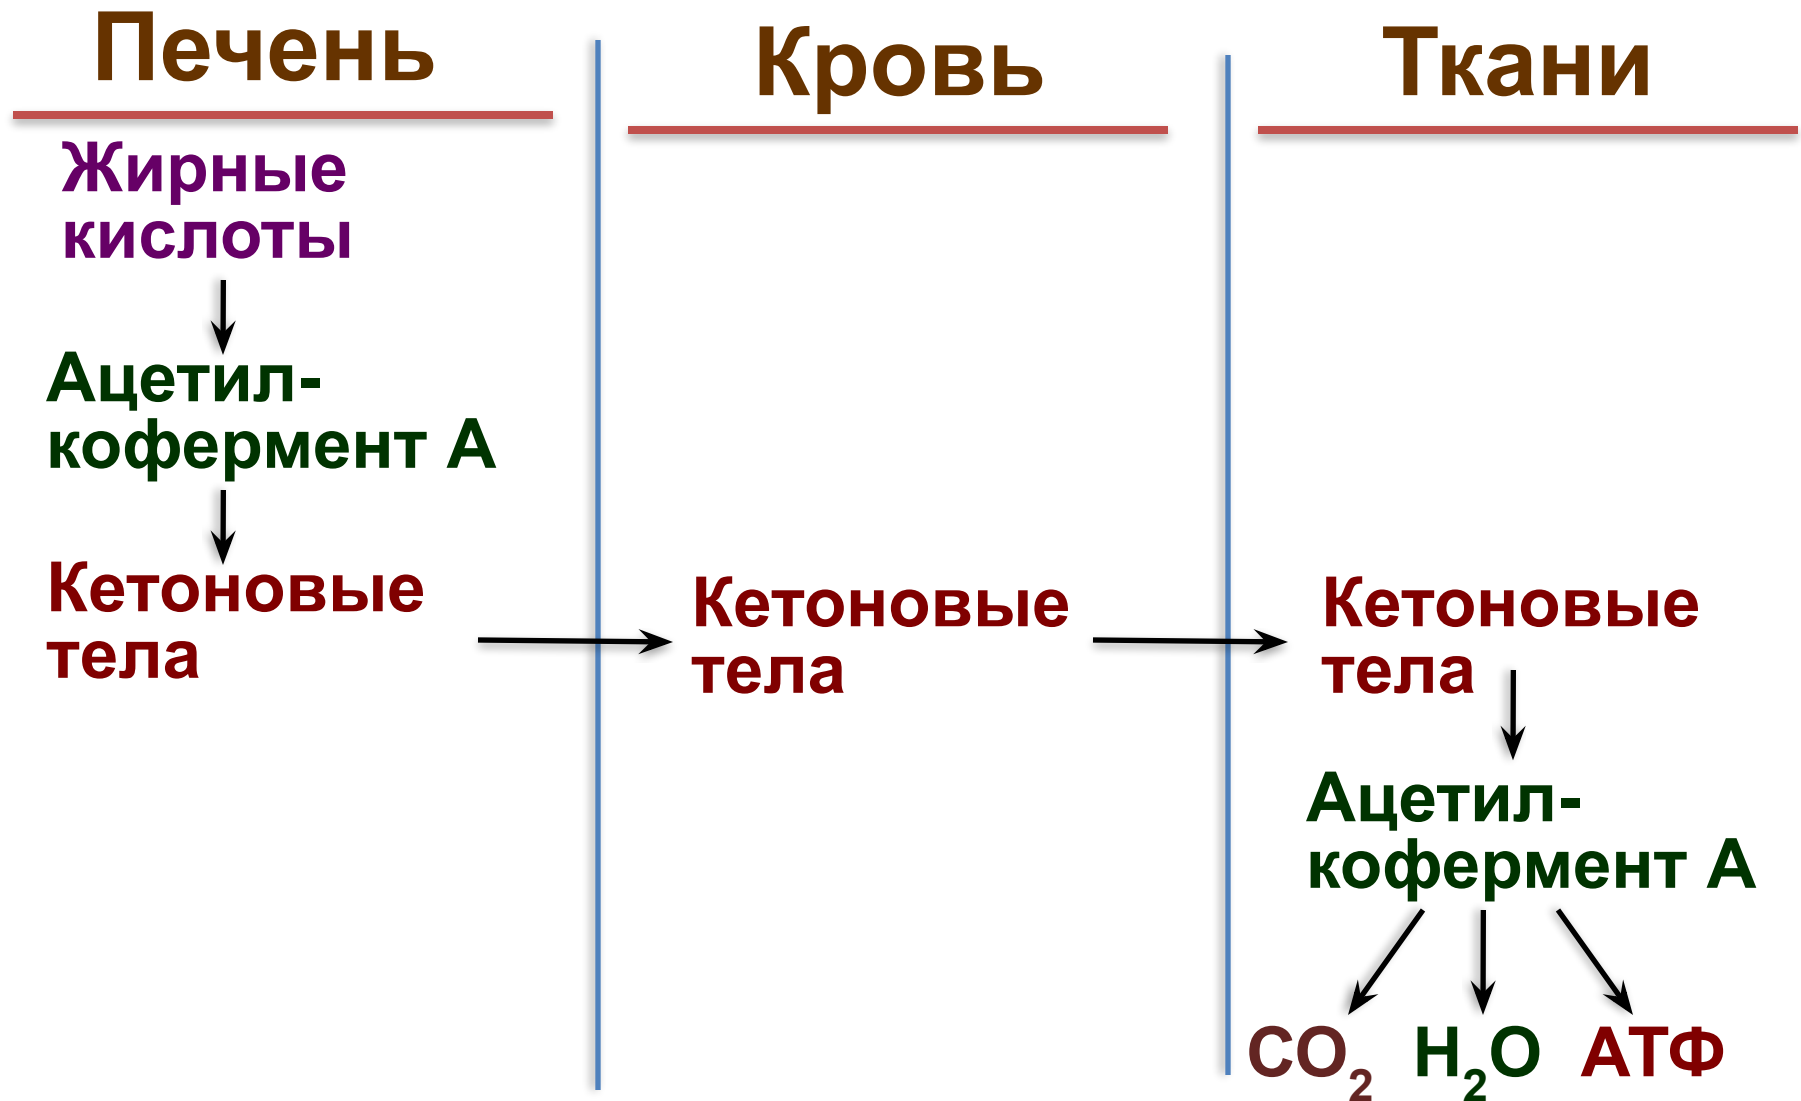 Печень
Жирные
кислоты
Ацетил-
кофермент А
Кетоновые
тела
Кровь
Кетоновые
тела
Ткани
Кетоновые
тела
Ацетил-
кофермент А
CO₂ H₂O АТФ